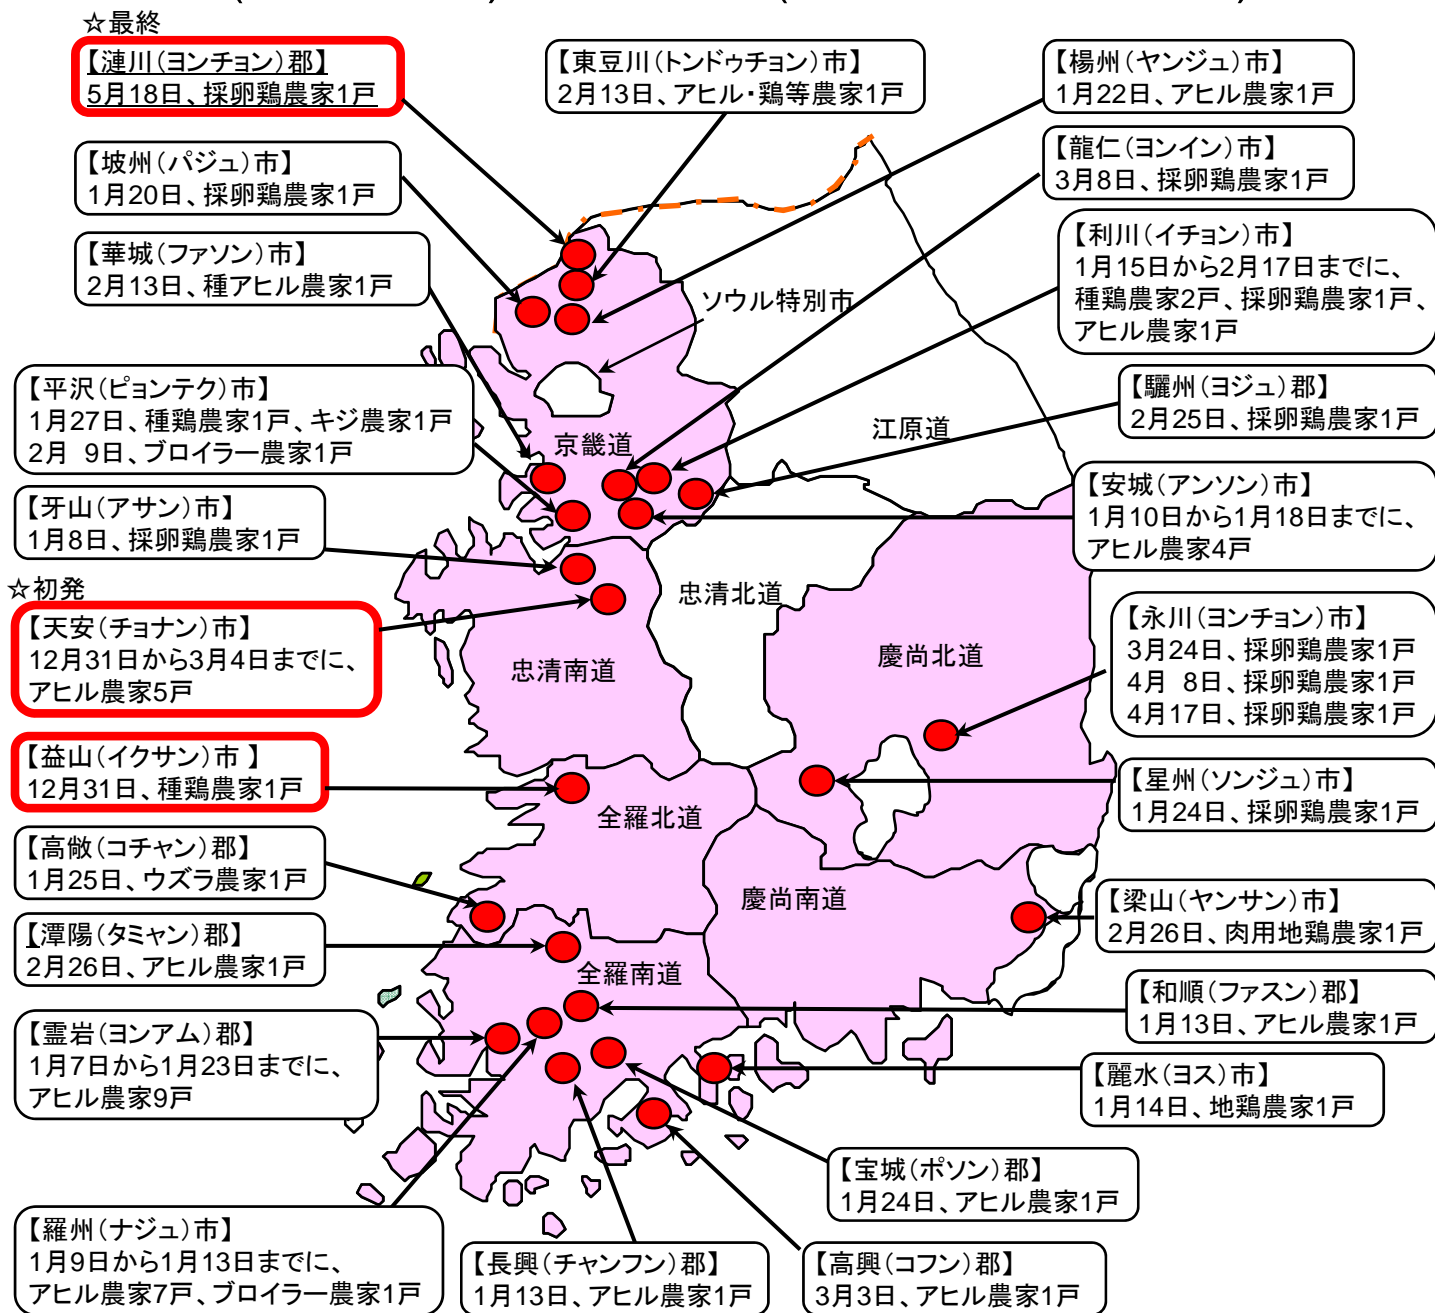 ☆最終
【漣川(ヨンチョン)郡】
5月18日、採卵鶏農家1戸
【東豆川(トンドゥチョン)市】
2月13日、アヒル・鶏等農家1戸
【楊州(ヤンジュ)市】
1月22日、アヒル農家1戸
【坡州(パジュ)市】
1月20日、採卵鶏農家1戸
【龍仁(ヨンイン)市】
3月8日、採卵鶏農家1戸
【華城(ファソン)市】
2月13日、種アヒル農家1戸
【利川(イチョン)市】
1月15日から2月17日までに、
種鶏農家2戸、採卵鶏農家1戸、
アヒル農家1戸
ソウル特別市
【平沢(ピョンテク)市】
1月27日、種鶏農家1戸、キジ農家1戸
2月 9日、ブロイラー農家1戸
【驪州(ヨジュ)郡】
2月25日、採卵鶏農家1戸
京畿道
江原道
【牙山(アサン)市】
1月8日、採卵鶏農家1戸
【安城(アンソン)市】
1月10日から1月18日までに、
アヒル農家4戸
☆初発
【天安(チョナン)市】
12月31日から3月4日までに、
アヒル農家5戸
忠清北道
忠清南道
慶尚北道
【永川(ヨンチョン)市】
3月24日、採卵鶏農家1戸
4月 8日、採卵鶏農家1戸
4月17日、採卵鶏農家1戸
【益山(イクサン)市 】
12月31日、種鶏農家1戸
【星州(ソンジュ)市】
1月24日、採卵鶏農家1戸
全羅北道
【高敞(コチャン)郡】
1月25日、ウズラ農家1戸
慶尚南道
【梁山(ヤンサン)市】
2月26日、肉用地鶏農家1戸
【潭陽(タミャン)郡】
2月26日、アヒル農家1戸
全羅南道
【和順(ファスン)郡】
1月13日、アヒル農家1戸
【霊岩(ヨンアム)郡】
1月7日から1月23日までに、
アヒル農家9戸
【麗水(ヨス)市】
1月14日、地鶏農家1戸
【宝城(ポソン)郡】
1月24日、アヒル農家1戸
【羅州(ナジュ)市】
1月9日から1月13日までに、
アヒル農家7戸、ブロイラー農家1戸
【長興(チャンフン)郡】
1月13日、アヒル農家1戸
【高興(コフン)郡】
3月3日、アヒル農家1戸